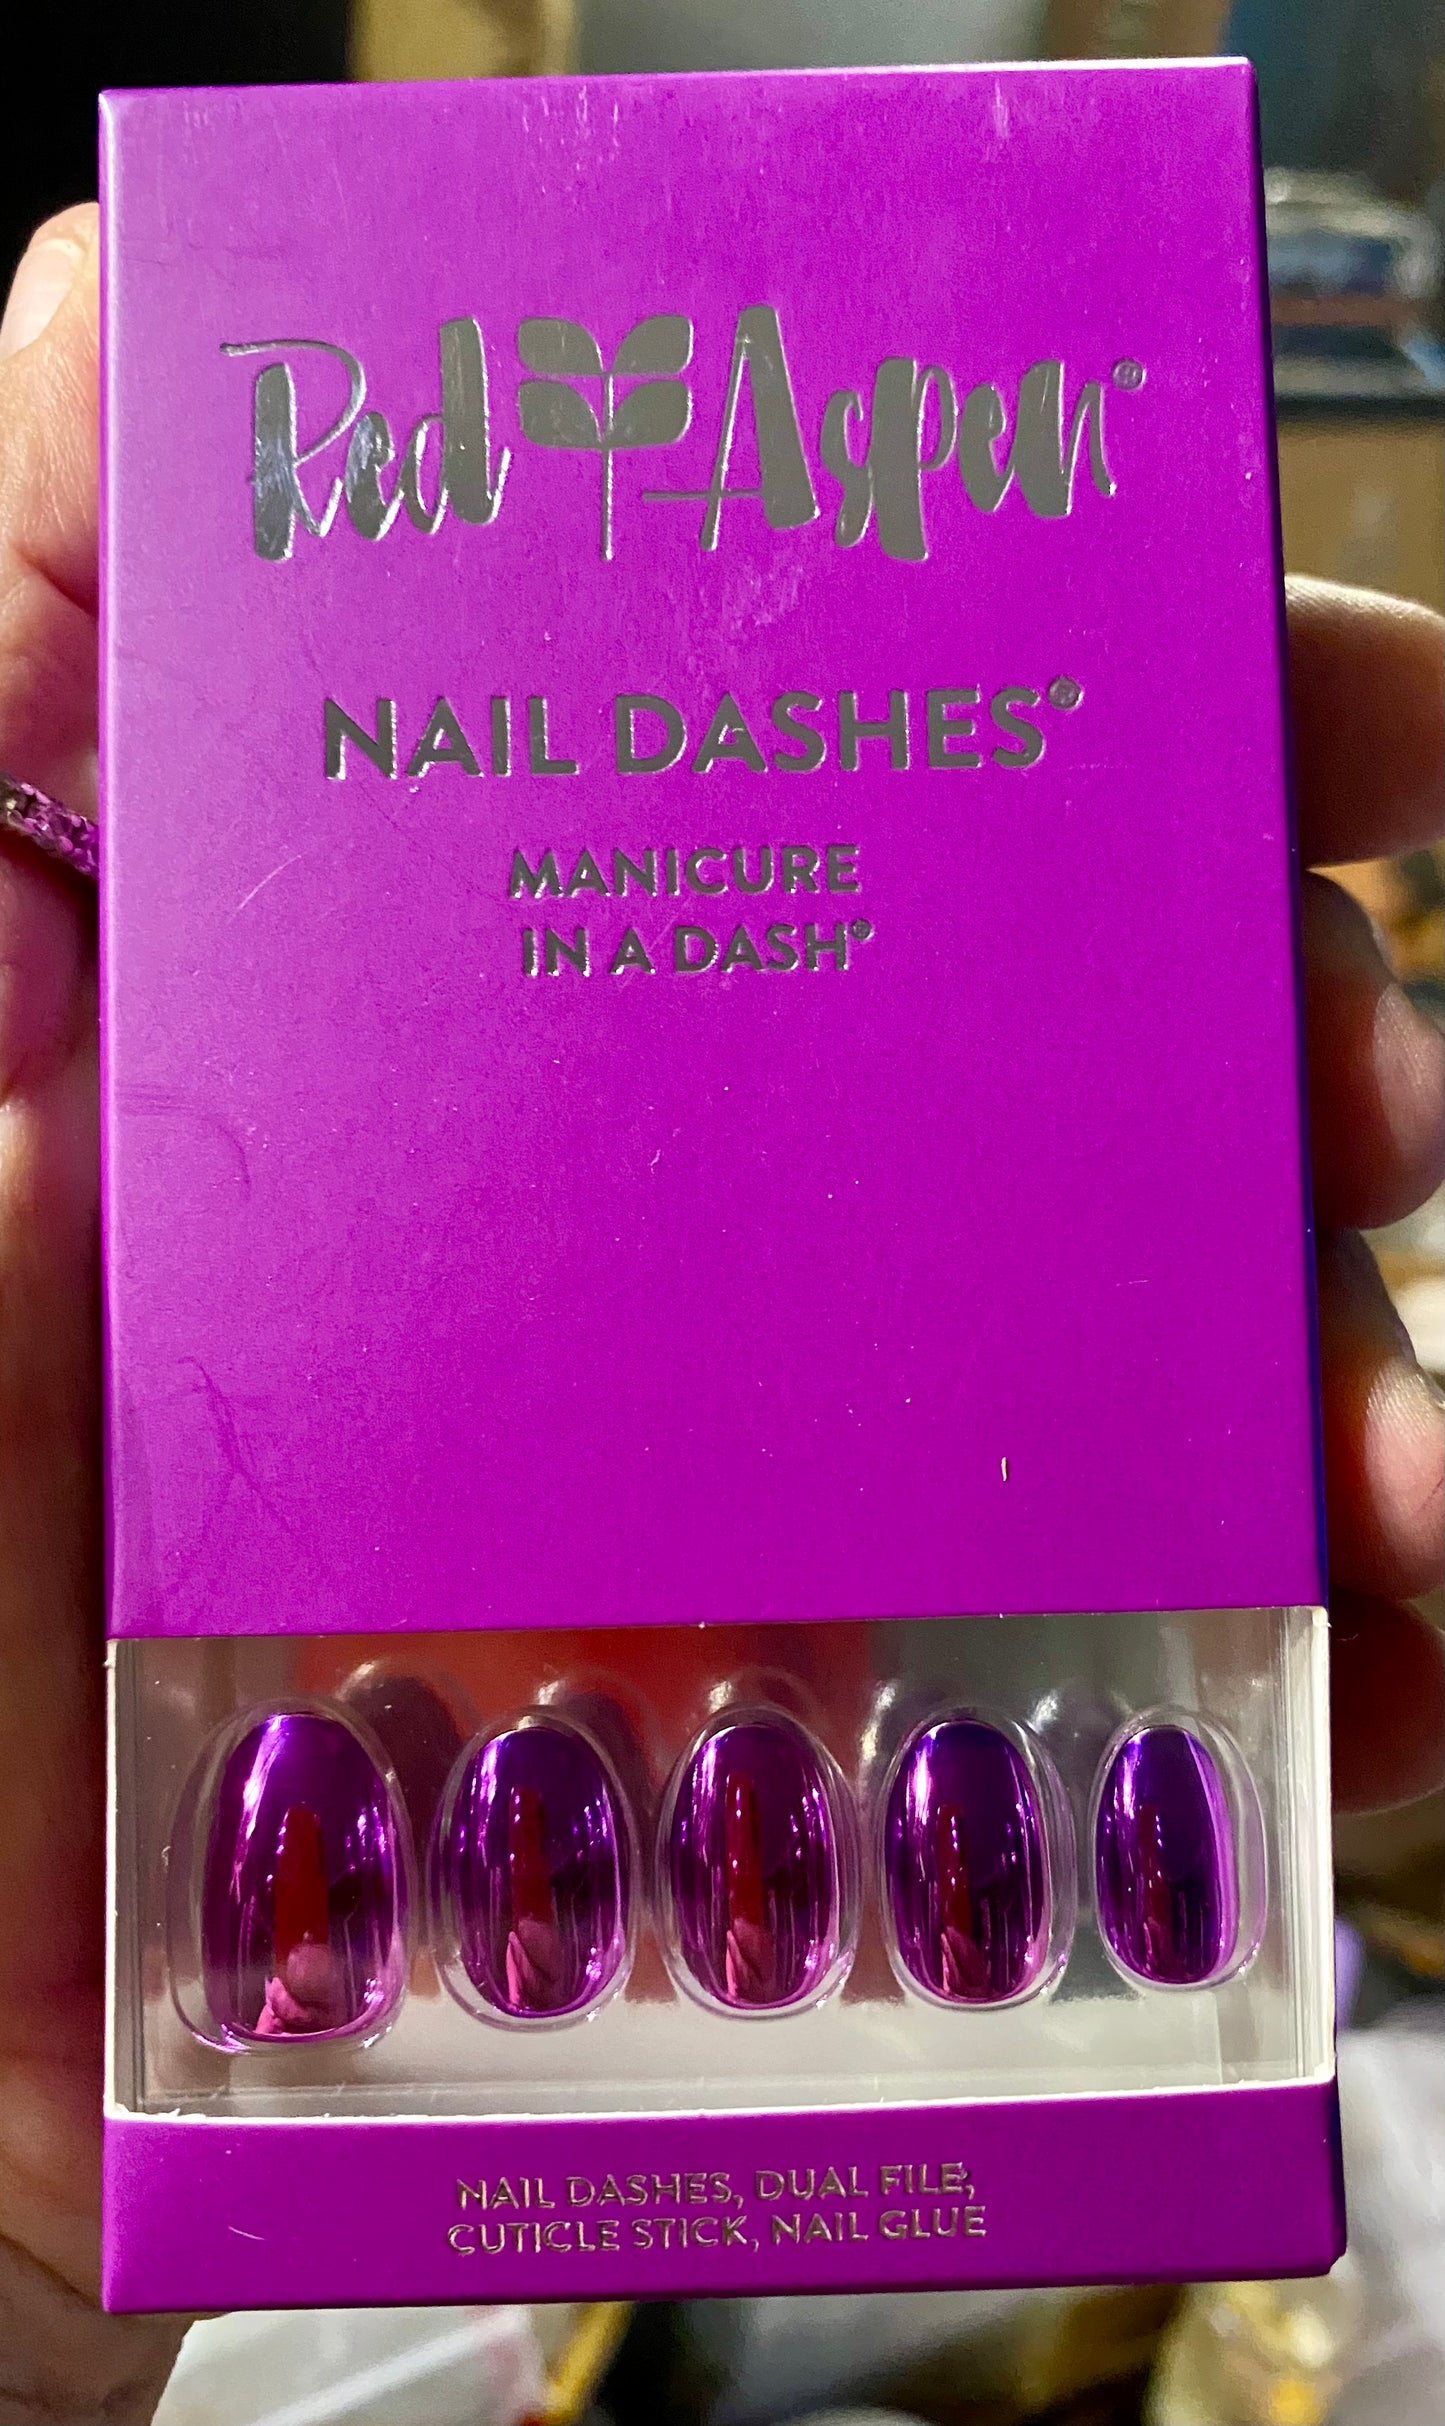 Red Aspen®
NAIL DASHES®
MANICURE
IN A DASH®
NAIL DASHES, DUAL FILE,
CUTICLE STICK, NAIL GLUE